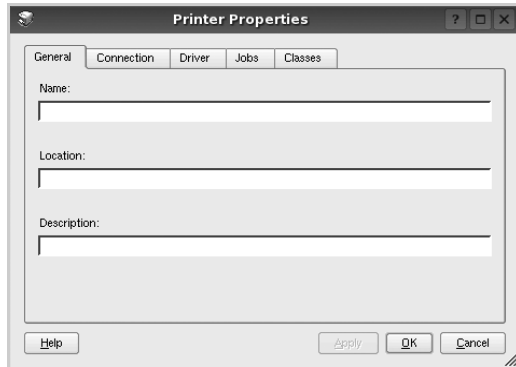 Printer Properties
?
General Connection Driver Jobs Classes
Name:
Location:
Description:
Help Apply OK Cancel